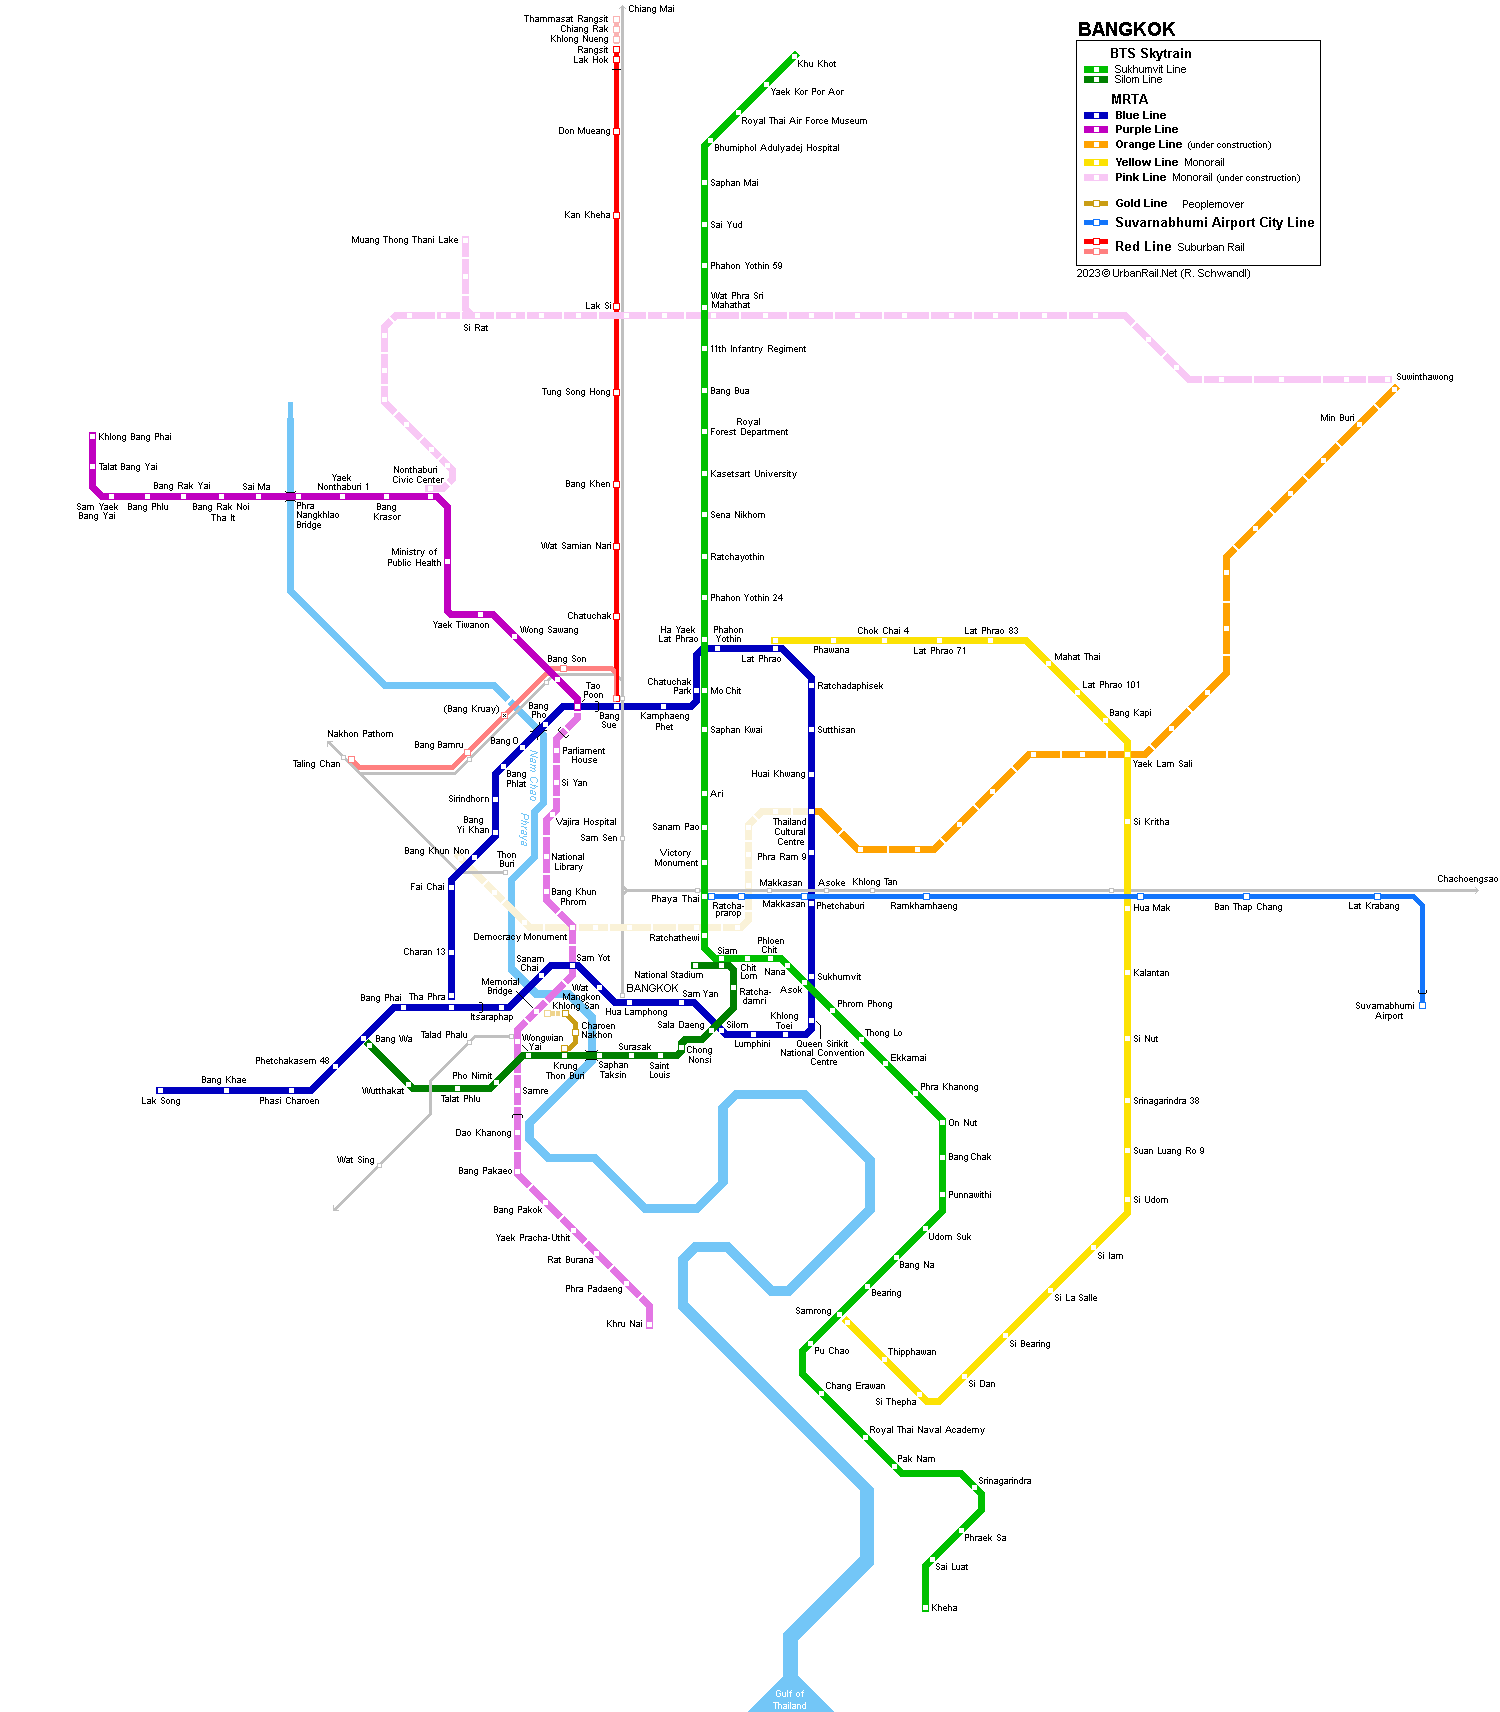 Chiang Mai
Thammasat Rangsit
Chiang Rak
Khlong Nueng
Rangsit
Lak Hok
BANGKOK
BTS Skytrain
Sukhumvit Line
Silom Line
MRTA
Blue Line
Purple Line
Orange Line (under construction)
Yellow Line Monorail
Pink Line Monorail (under construction)
Gold Line Peoplemover
Suvarnabhumi Airport City Line
Red Line Suburban Rail
2023 © UrbanRail.Net (R. Schwandl)
Khu Khot
Yaek Kor Por Aor
Royal Thai Air Force Museum
Bhumiphol Adulyadej Hospital
Don Mueang
Saphan Mai
Kan Kheha
Sai Yud
Muang Thong Thani Lake
Phahon Yothin 59
Lak Si
Wat Phra Sri
Mahathat
Si Rat
11th Infantry Regiment
Suwinthawong
Tung Song Hong
Bang Bua
Min Buri
Royal
Forest Department
Khlong Bang Phai
Talat Bang Yai
Bang Rak Yai
Sai Ma
Yaek
Nonthaburi 1
Nonthaburi
Civic Center
Kasetsart University
Bang Khen
Sam Yaek
Bang Yai
Bang Phlu
Bang Rak Noi
Tha It
Phra
Nangkhlao
Bridge
Bang
Krasor
Sena Nikhom
Ministry of
Public Health
Wat Samian Nari
Ratchayothin
Phahon Yothin 24
Chatuchak
Yaek Tiwanon
Wong Sawang
Ha Yaek
Lat Phrao
Phahon
Yothin
Lat Phrao
Phawana
Chok Chai 4
Lat Phrao 71
Lat Phrao 83
Mahat Thai
Lat Phrao 101
Bang Kapi
Bang Son
Tao
Poon
Bang
Sue
Kamphaeng
Phet
Chatuchak
Park
Mo Chit
Ratchadaphisek
(Bang Kruay)
Bang
Pho
Nakhon Pathom
Taling Chan
Bang Bamru
Bang O
Bang
Phlat
Parliament
House
Saphan Kwai
Sutthisan
Yaek Lam Sali
Nam Chao Phraya
Si Yan
Huai Khwang
Sirindhorn
Ari
Bang
Yi Khan
Vajira Hospital
Sam Sen
Sanam Pao
Thailand
Cultural
Centre
Si Kritha
Bang Khun Non
Thon
Buri
National
Library
Victory
Monument
Phra Ram 9
Fai Chai
Bang Khun
Phrom
Phaya Thai
Ratcha-
prarop
Makkasan
Makkasan
Asoke
Khlong Tan
Phetchaburi
Ramkhamhaeng
Hua Mak
Ban Thap Chang
Lat Krabang
Chachoengsao
Democracy Monument
Ratchathewi
Charan 13
Sanam
Chai
Sam Yot
Siam
Chit
Lom
Phloen
Chit
Nana
Asok
Sukhumvit
Kalantan
National Stadium
Memorial
Bridge
Wat
Mangkon
BANGKOK
Ratcha-
damri
Bang Phai
Tha Phra
Itsaraphap
Khlong San
Hua Lamphong
Sam Yan
Phrom Phong
Suvarnabhumi
Airport
Bang Wa
Talad Phalu
Wongwian
Yai
Charoen
Nakhon
Sala Daeng
Silom
Khlong
Toei
Lumphini
Queen Sirikit
National Convention
Centre
Thong Lo
Si Nut
Phetchakasem 48
Pho Nimit
Krung
Thon Buri
Saphan
Taksin
Surasak
Saint
Louis
Chong
Nonsi
Ekkamai
Bang Khae
Lak Song
Phasi Charoen
Wutthakat
Talat Phlu
Samre
Phra Khanong
Srinagarindra 38
Dao Khanong
On Nut
Wat Sing
Bang Pakaeo
Bang Chak
Suan Luang Ro 9
Punnawithi
Si Udom
Bang Pakok
Yaek Pracha-Uthit
Udom Suk
Rat Burana
Bang Na
Si Iam
Phra Padaeng
Bearing
Si La Salle
Khru Nai
Samrong
Pu Chao
Thipphawan
Si Bearing
Chang Erawan
Si Thepha
Si Dan
Royal Thai Naval Academy
Pak Nam
Srinagarindra
Phraek Sa
Sai Luat
Kheha
Gulf of
Thailand